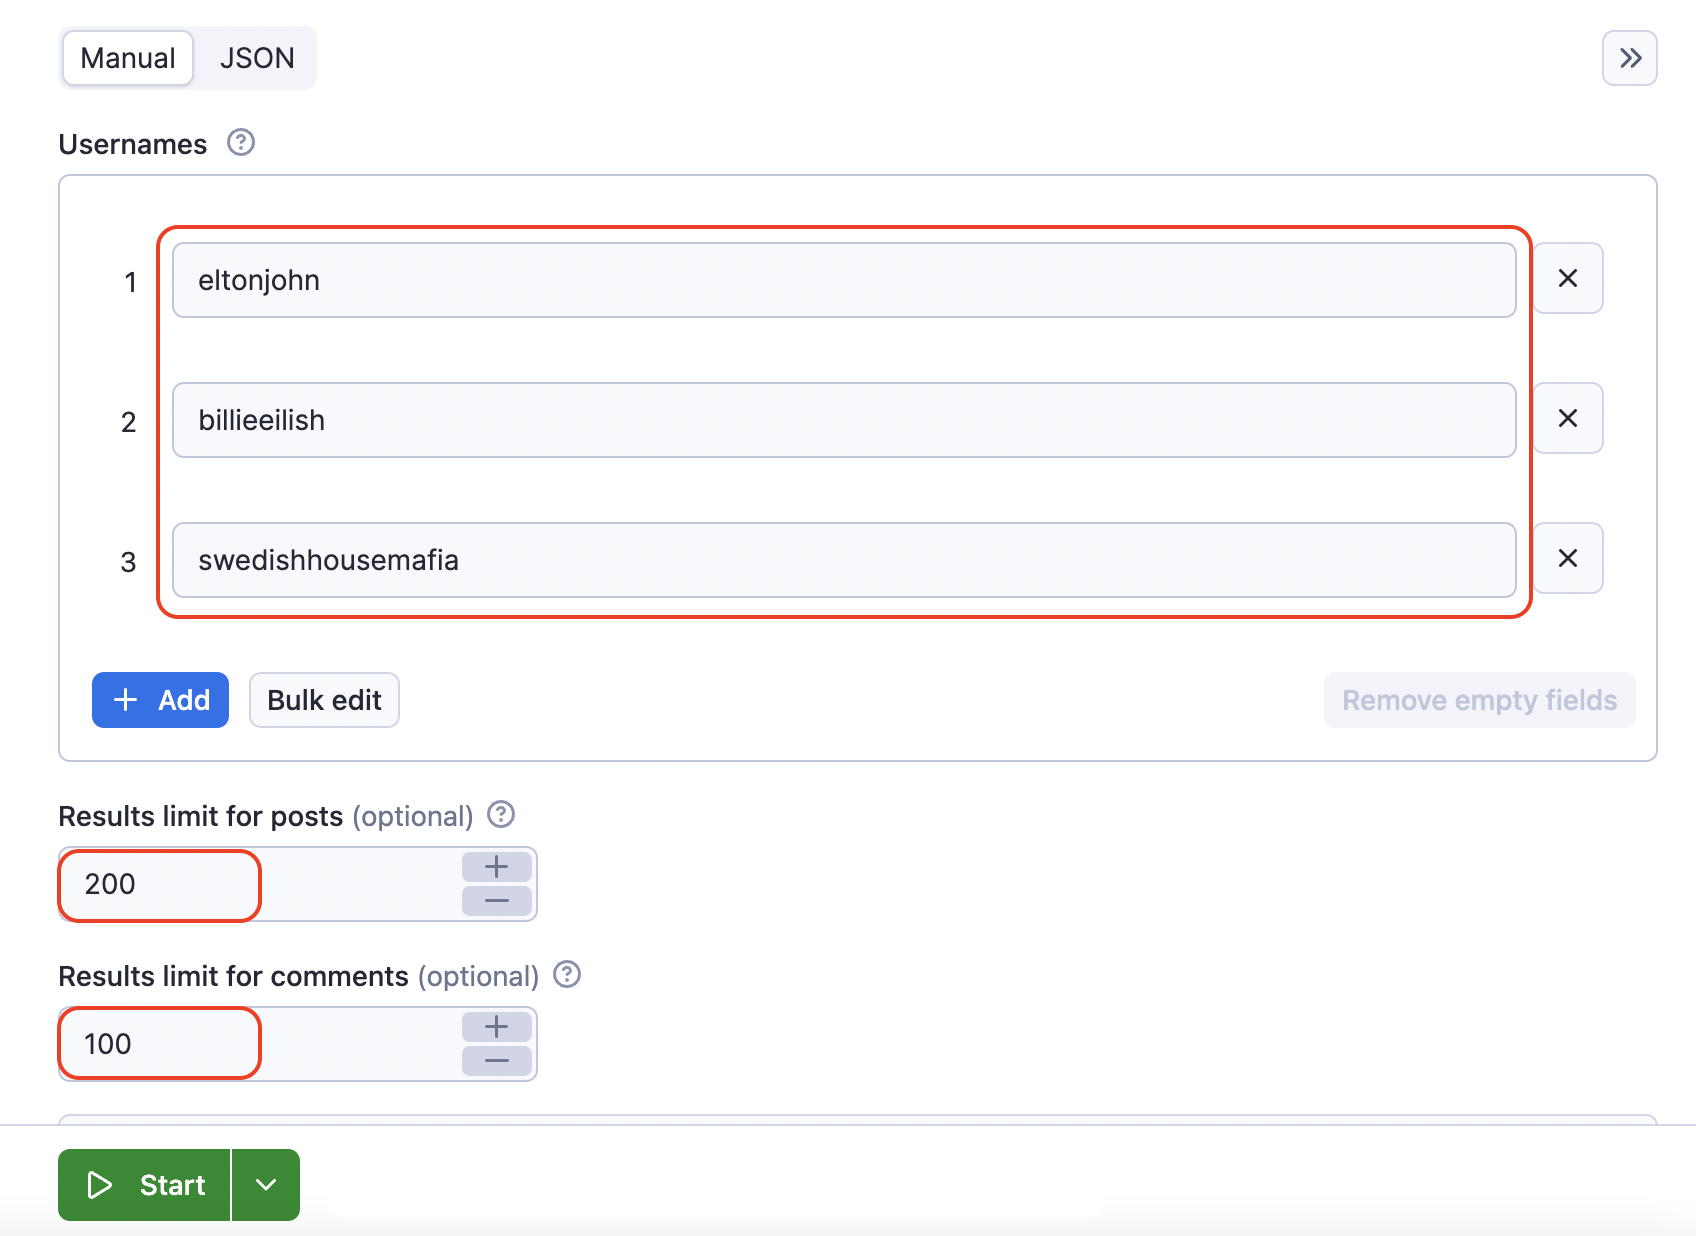 Manual JSON
Usernames
1 eltonjohn
2 billieeilish
3 swedishhousemafia
+ Add Bulk edit Remove empty fields
Results limit for posts (optional)
200
Results limit for comments (optional)
100
Start